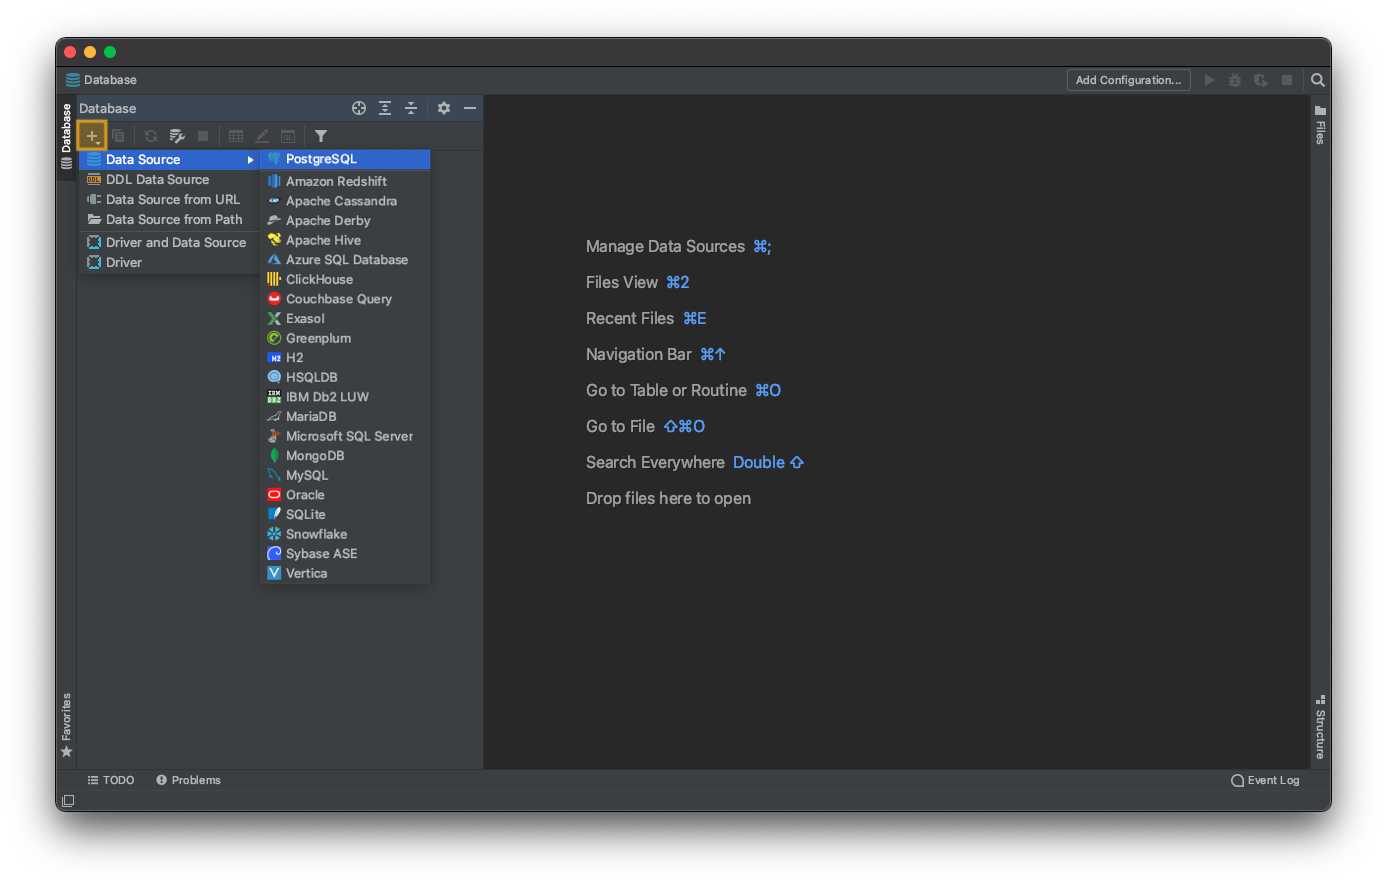 Database
Add Configuration...
Database
Database
Files
Data Source
DDL Data Source
Data Source from URL
Data Source from Path
Driver and Data Source
Driver
PostgreSQL
Amazon Redshift
Apache Cassandra
Apache Derby
Apache Hive
Azure SQL Database
ClickHouse
Couchbase Query
Exasol
Greenplum
H2
HSQLDB
IBM Db2 LUW
MariaDB
Microsoft SQL Server
MongoDB
MySQL
Oracle
SQLite
Snowflake
Sybase ASE
Vertica
Manage Data Sources ⌘;
Files View ⌘2
Recent Files ⌘E
Navigation Bar ⌘↑
Go to Table or Routine ⌘O
Go to File ⇧⌘O
Search Everywhere Double ⇧
Drop files here to open
Favorites
Structure
TODO
Problems
Event Log